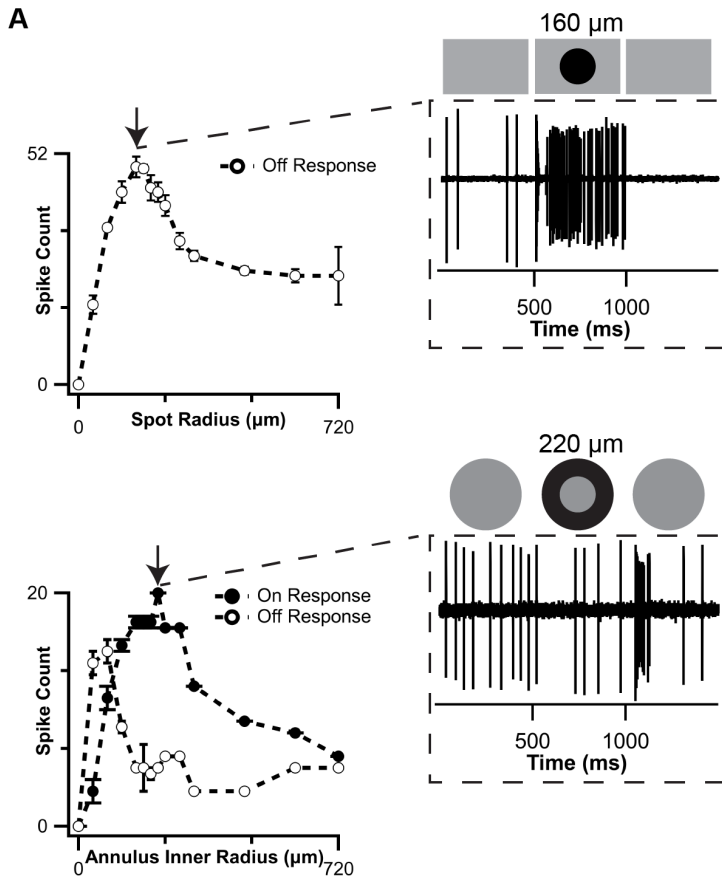 A
160 µm
52
Off Response
Spike Count
0
0
720
Spot Radius (µm)
500
1000
Time (ms)
220 µm
20
On Response
Off Response
Spike Count
0
0
720
Annulus Inner Radius (µm)
500
1000
Time (ms)